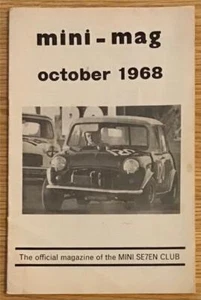 mini-mag
october 1968
The official magazine of the MINI SE7EN CLUB